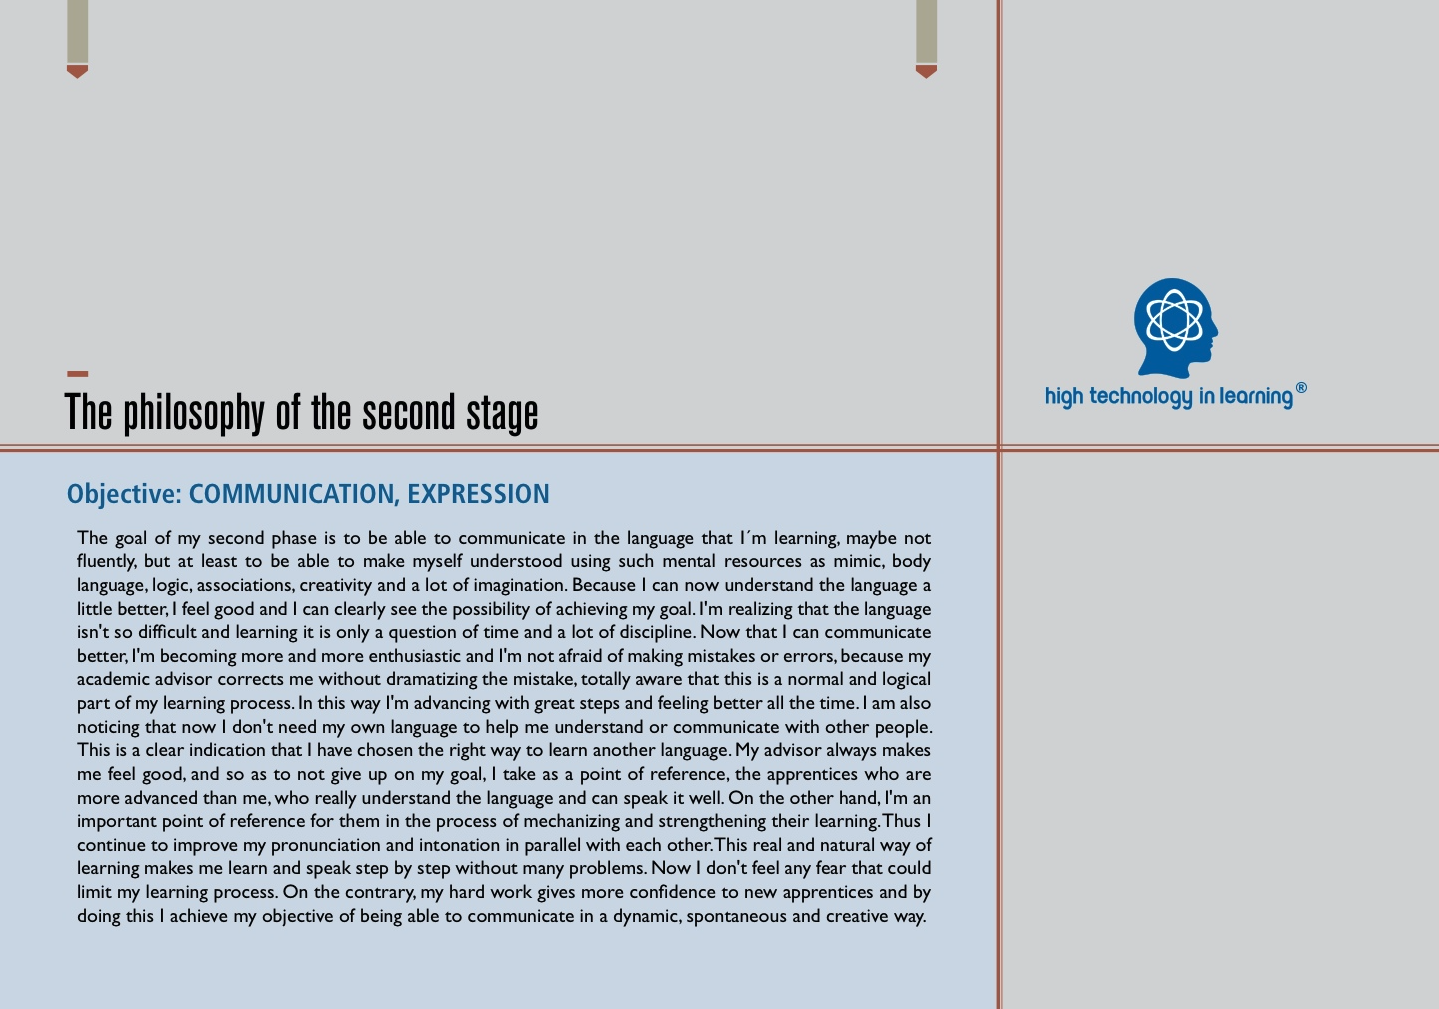 The philosophy of the second stage
high technology in learning®
Objective: COMMUNICATION, EXPRESSION
The goal of my second phase is to be able to communicate in the language that I´m learning, maybe not
fluently, but at least to be able to make myself understood using such mental resources as mimic, body
language, logic, associations, creativity and a lot of imagination. Because I can now understand the language a
little better, I feel good and I can clearly see the possibility of achieving my goal. I'm realizing that the language
isn't so difficult and learning it is only a question of time and a lot of discipline. Now that I can communicate
better, I'm becoming more and more enthusiastic and I'm not afraid of making mistakes or errors, because my
academic advisor corrects me without dramatizing the mistake, totally aware that this is a normal and logical
part of my learning process. In this way I'm advancing with great steps and feeling better all the time. I am also
noticing that now I don't need my own language to help me understand or communicate with other people.
This is a clear indication that I have chosen the right way to learn another language. My advisor always makes
me feel good, and so as to not give up on my goal, I take as a point of reference, the apprentices who are
more advanced than me, who really understand the language and can speak it well. On the other hand, I'm an
important point of reference for them in the process of mechanizing and strengthening their learning. Thus I
continue to improve my pronunciation and intonation in parallel with each other. This real and natural way of
learning makes me learn and speak step by step without many problems. Now I don't feel any fear that could
limit my learning process. On the contrary, my hard work gives more confidence to new apprentices and by
doing this I achieve my objective of being able to communicate in a dynamic, spontaneous and creative way.